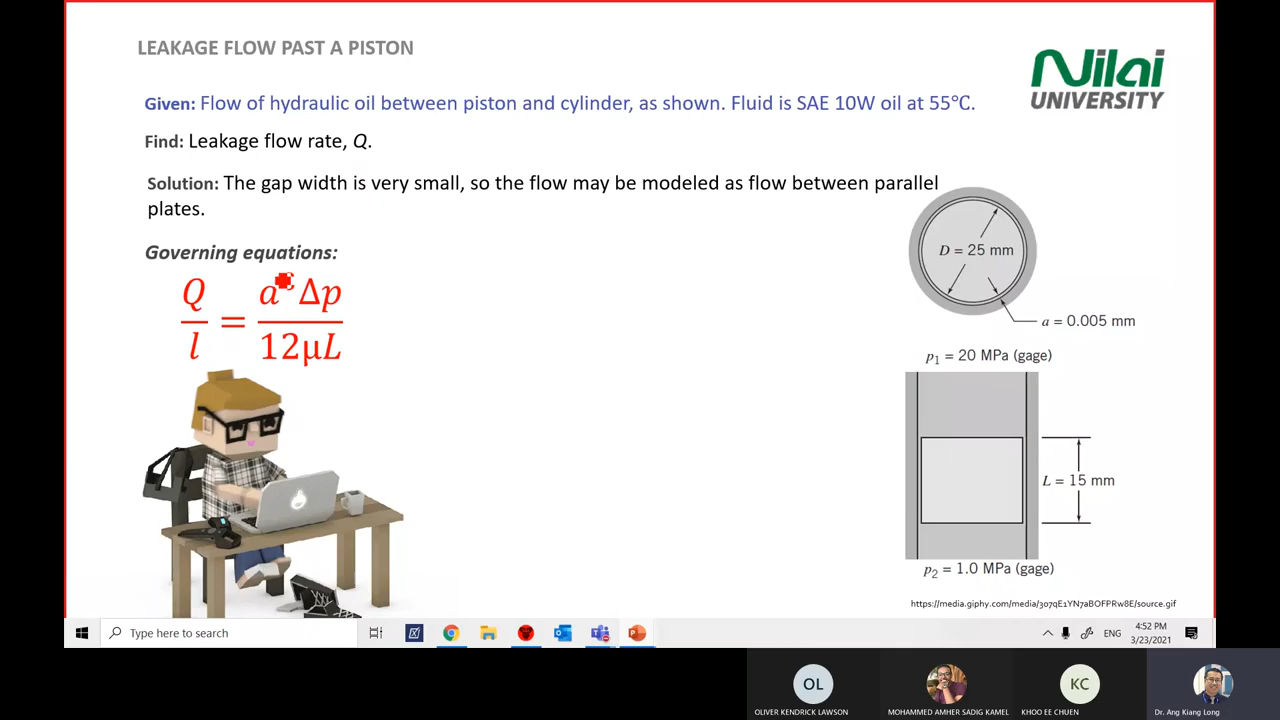 LEAKAGE FLOW PAST A PISTON
Nilai
UNIVERSITY
Given: Flow of hydraulic oil between piston and cylinder, as shown. Fluid is SAE 10W oil at 55℃.
Find: Leakage flow rate, Q.
Solution: The gap width is very small, so the flow may be modeled as flow between parallel
plates.
Governing equations:
Q/l = a Δp/12μL
D = 25 mm
a = 0.005 mm
p1 = 20 MPa (gage)
L = 15 mm
p2 = 1.0 MPa (gage)
https://media.giphy.com/media/3o7qE1YN7aBOFPRw8E/source.gif
Type here to search
ENG
4:52 PM
3/23/2021
OL
KC
OLIVER KENDRICK LAWSON
MOHAMMED AMHER SADIG KAMEL
KHOO EE CHUEN
Dr. Ang Kiang Long